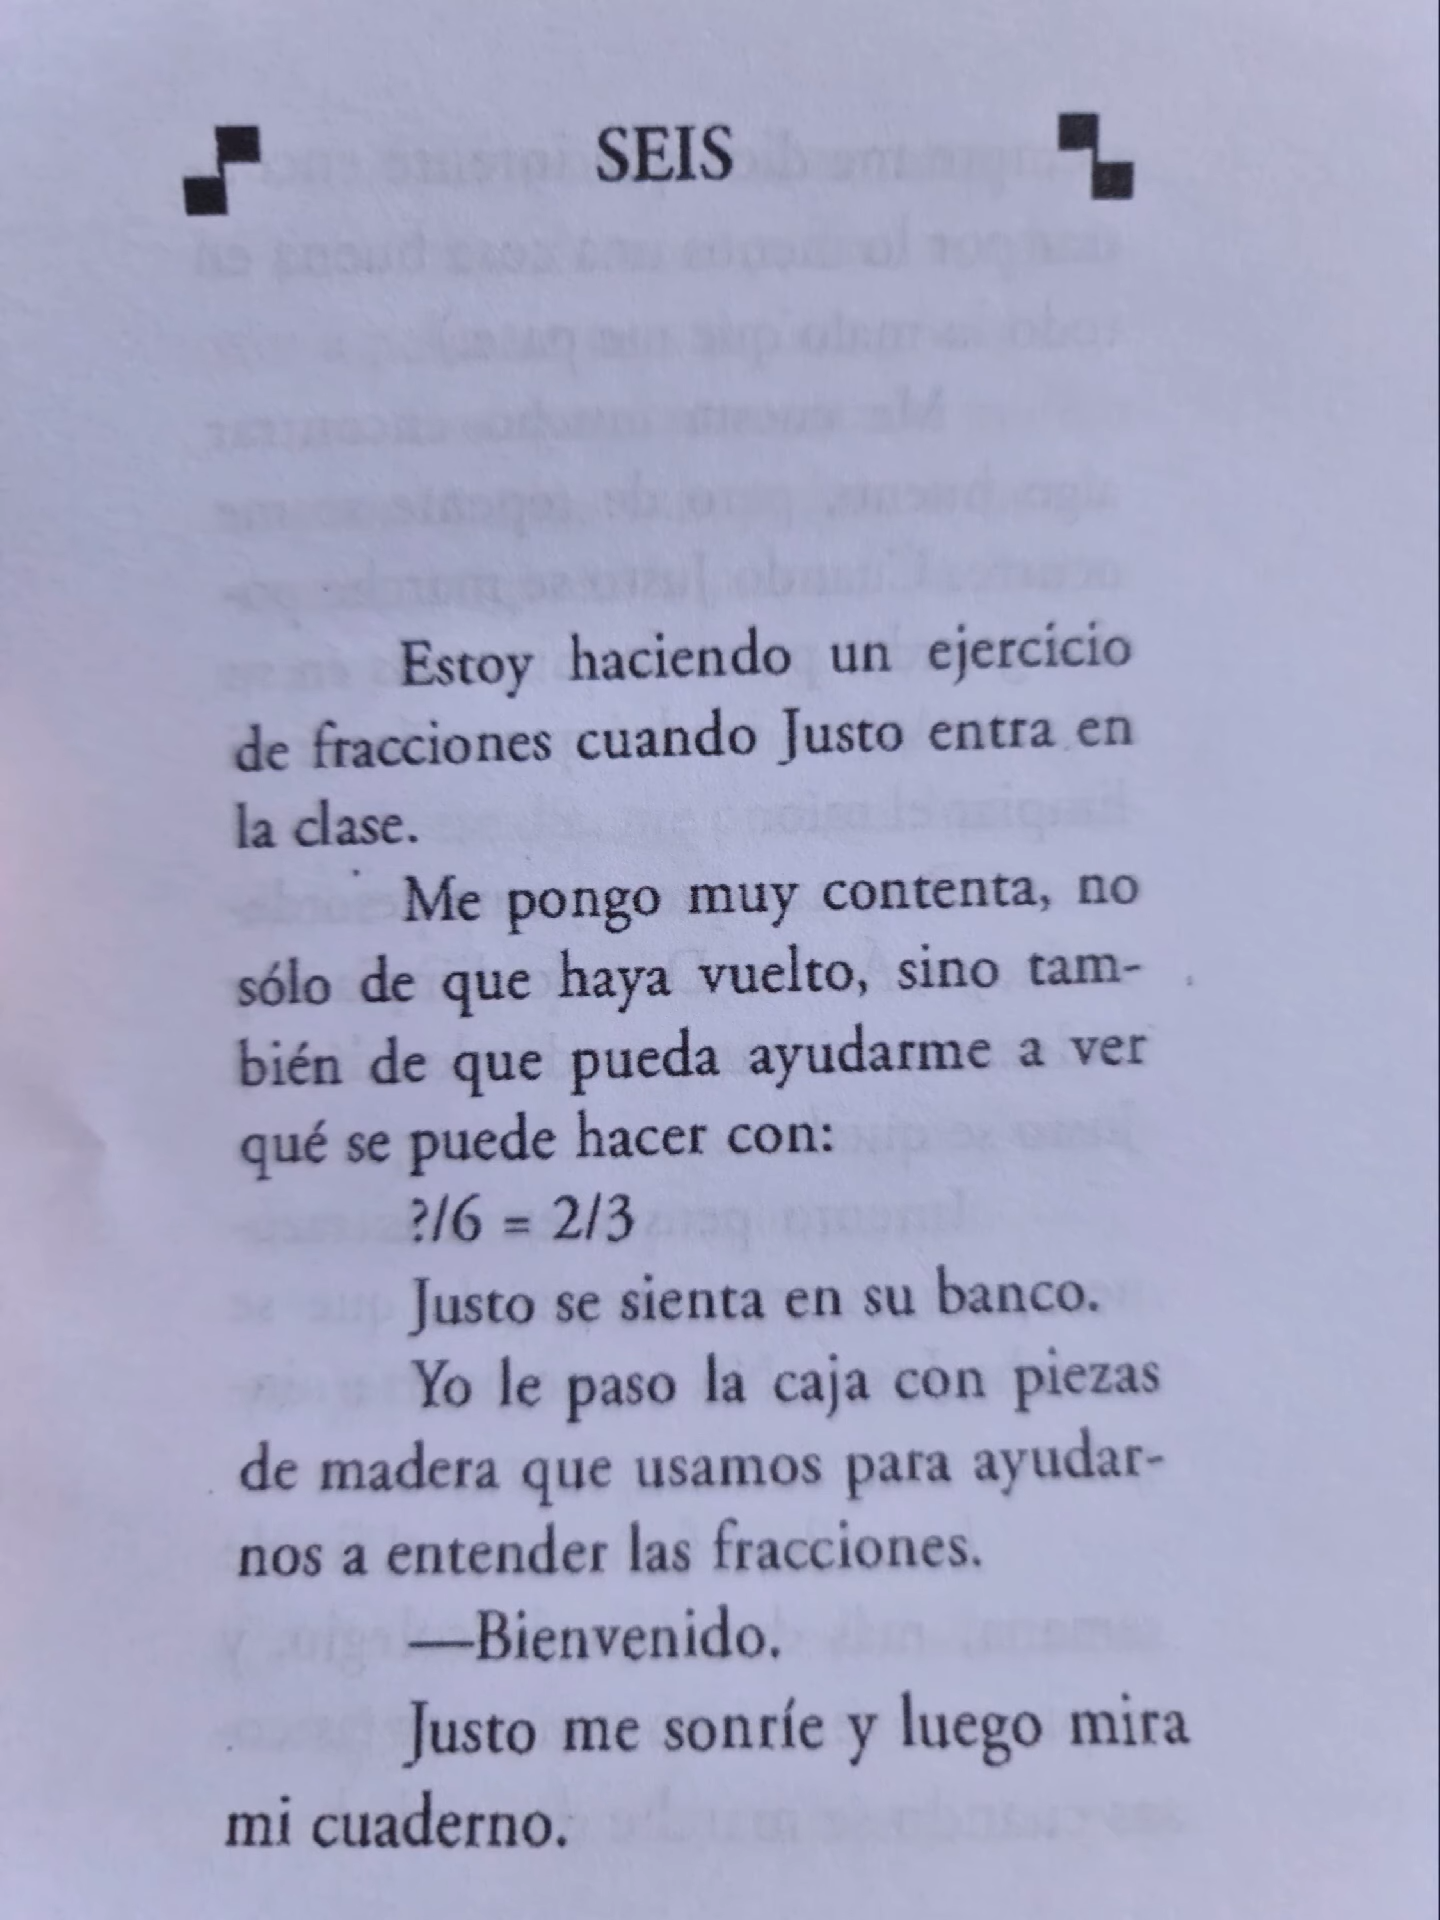 SEIS
Estoy haciendo un ejercicio
de fracciones cuando Justo entra en
la clase.
Me pongo muy contenta, no
sólo de que haya vuelto, sino tam-
bién de que pueda ayudarme a ver
qué se puede hacer con:
?/6 = 2/3
Justo se sienta en su banco.
Yo le paso la caja con piezas
de madera que usamos para ayudar-
nos a entender las fracciones.
—Bienvenido.
Justo me sonríe y luego mira
mi cuaderno.